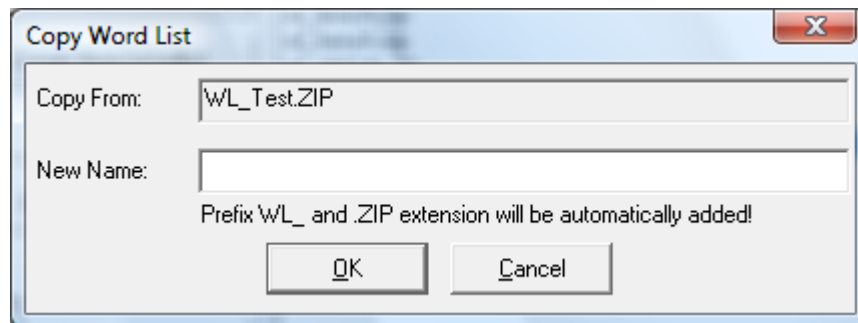 Copy Word List
Copy From: WL_Test.ZIP
New Name:
Prefix WL_ and .ZIP extension will be automatically added!
OK Cancel